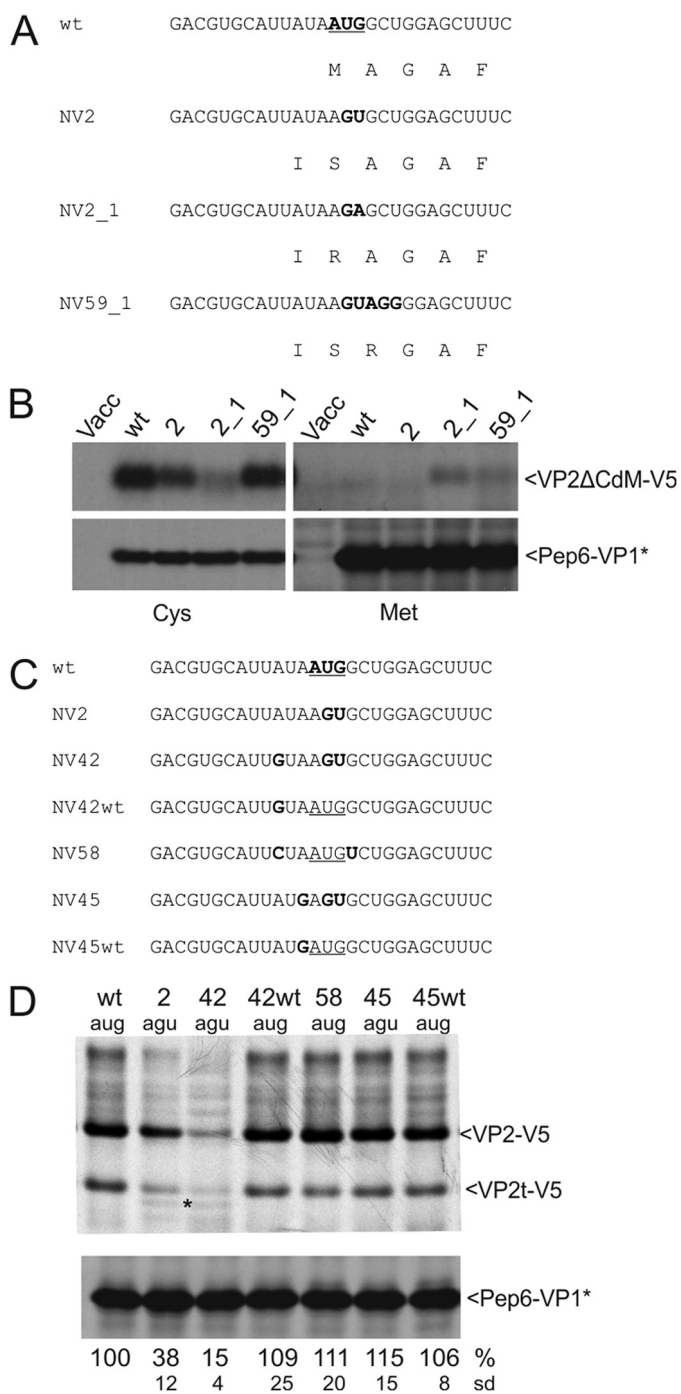 A
wt GACGUGCAUUAUAAUGGCUGGAGCUUUC
M A G A F
NV2 GACGUGCAUUAUAAGUGCUGGAGCUUUC
I S A G A F
NV2_1 GACGUGCAUUAUAAGAGCUGGAGCUUUC
I R A G A F
NV59_1 GACGUGCAUUAUAAGUAGGGGAGCUUUC
I S R G A F
B
Vacc wt 2 2_1 59_1 Vacc wt 2 2_1 59_1
<VP2ΔCdM-V5
<Pep6-VP1*
Cys Met
C
wt GACGUGCAUUAUAAUGGCUGGAGCUUUC
NV2 GACGUGCAUUAUAAGUGCUGGAGCUUUC
NV42 GACGUGCAUUGUAAGUGCUGGAGCUUUC
NV42wt GACGUGCAUUGUAAUGGCUGGAGCUUUC
NV58 GACGUGCAUUCUAAUGUCUGGAGCUUUC
NV45 GACGUGCAUUAUGAGUGCUGGAGCUUUC
NV45wt GACGUGCAUUAUGAUGGCUGGAGCUUUC
D
wt 2 42 42wt 58 45 45wt
aug agu agu aug aug agu aug
<VP2-V5
<VP2t-V5
*
<Pep6-VP1*
100 38 15 109 111 115 106 %
12 4 25 20 15 8 sd